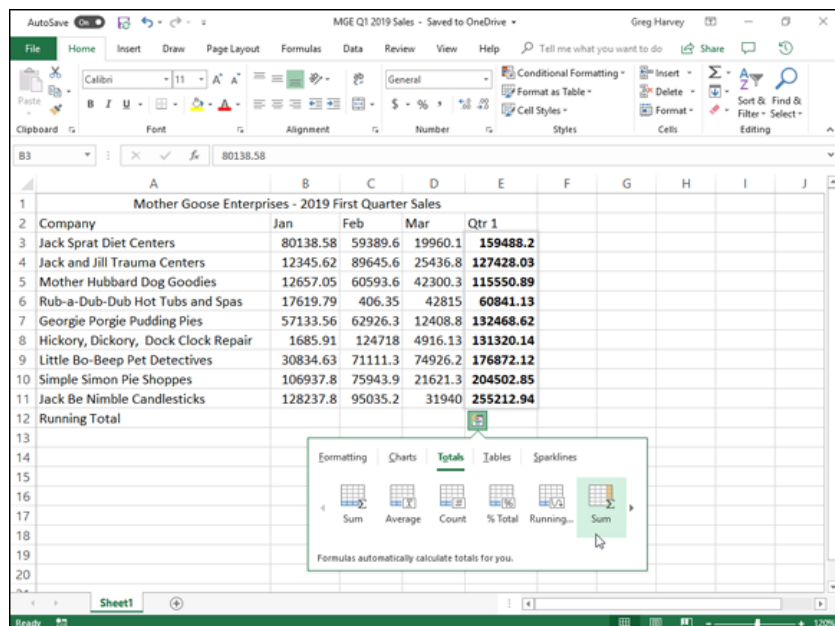 AutoSave On MGE Q1 2019 Sales - Saved to OneDrive Greg Harvey
File Home Insert Draw Page Layout Formulas Data Review View Help Tell me what you want to do Share
Paste Calibri 11 A A General Conditional Formatting Insert Σ
B I U A $ % , Format as Table Delete Sort & Find &
Cell Styles Format Filter Select
Clipboard Font Alignment Number Styles Cells Editing
B3 fx 80138.58
A B C D E F G H I J
1 Mother Goose Enterprises - 2019 First Quarter Sales
2 Company Jan Feb Mar Qtr 1
3 Jack Sprat Diet Centers 80138.58 59389.6 19960.1 159488.2
4 Jack and Jill Trauma Centers 12345.62 89645.6 25436.8 127428.03
5 Mother Hubbard Dog Goodies 12657.05 60593.6 42300.3 115550.89
6 Rub-a-Dub-Dub Hot Tubs and Spas 17619.79 406.35 42815 60841.13
7 Georgie Porgie Pudding Pies 57133.56 62926.3 12408.8 132468.62
8 Hickory, Dickory, Dock Clock Repair 1685.91 124718 4916.13 131320.14
9 Little Bo-Beep Pet Detectives 30834.63 71111.3 74926.2 176872.12
10 Simple Simon Pie Shoppes 106937.8 75943.9 21621.3 204502.85
11 Jack Be Nimble Candlesticks 128237.8 95035.2 31940 255212.94
12 Running Total
13
14 Formatting Charts Totals Tables Sparklines
15
16
17 Sum Average Count % Total Running... Sum
18
19 Formulas automatically calculate totals for you.
20
Sheet1
Ready 120%